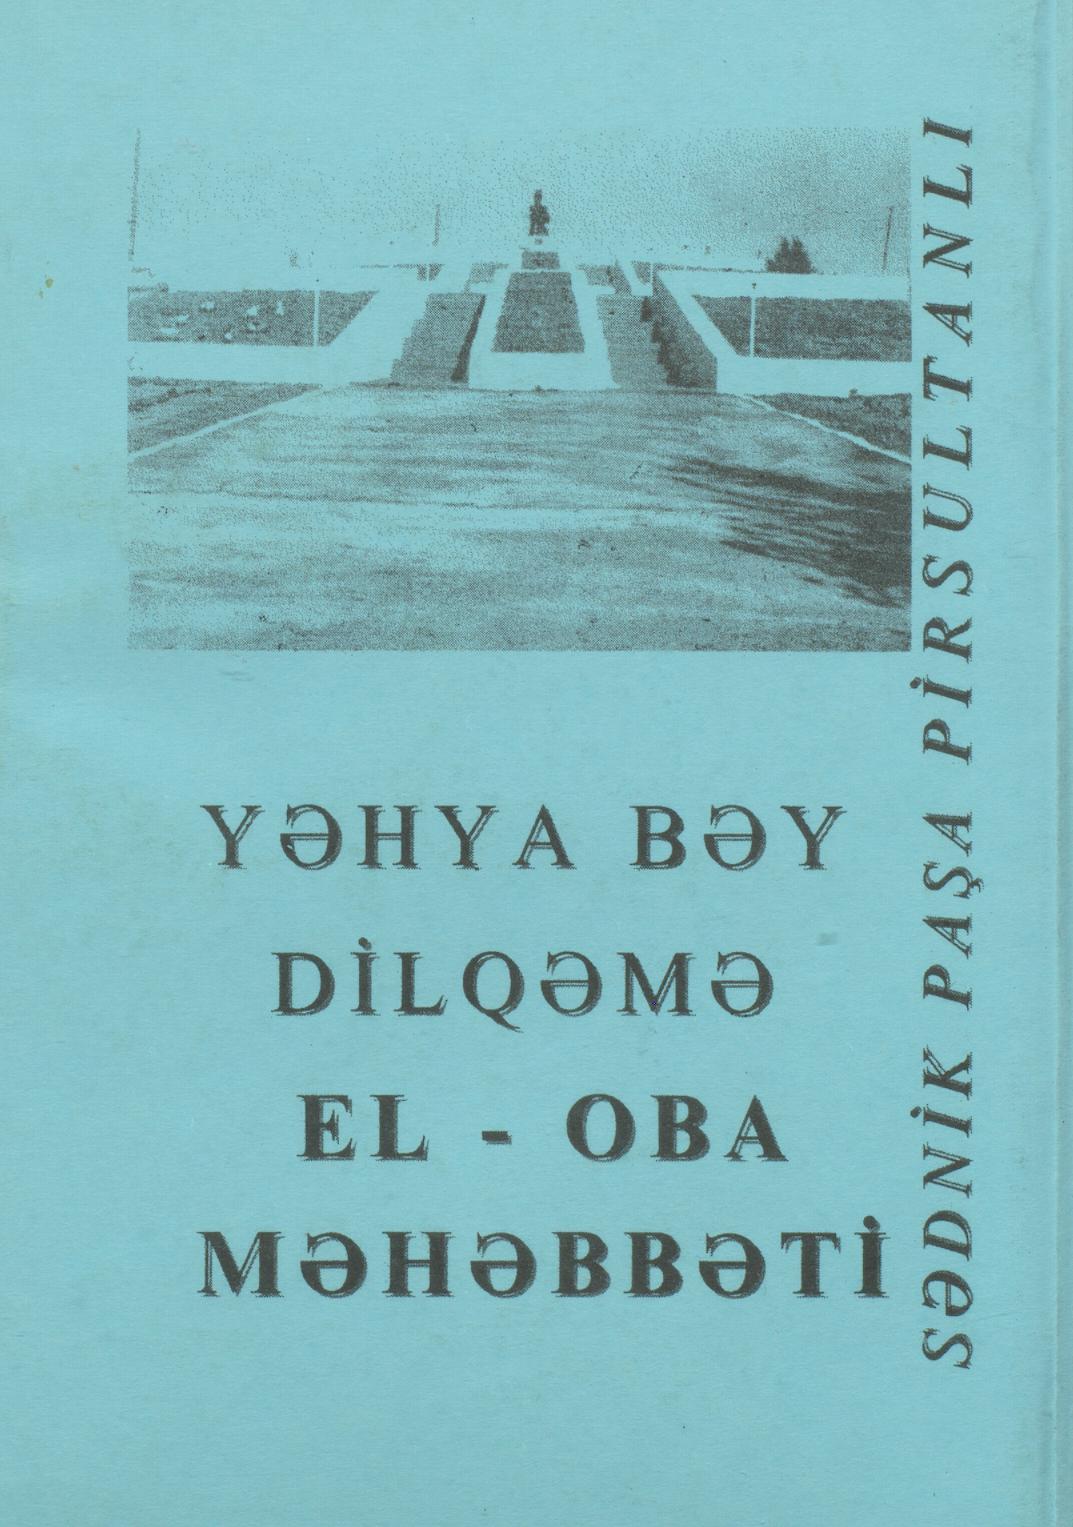 SƏDNİK PAŞA PİRSULTANLI
YƏHYA BƏY
DİLQƏMƏ
EL - OBA
MƏHƏBBƏTİ